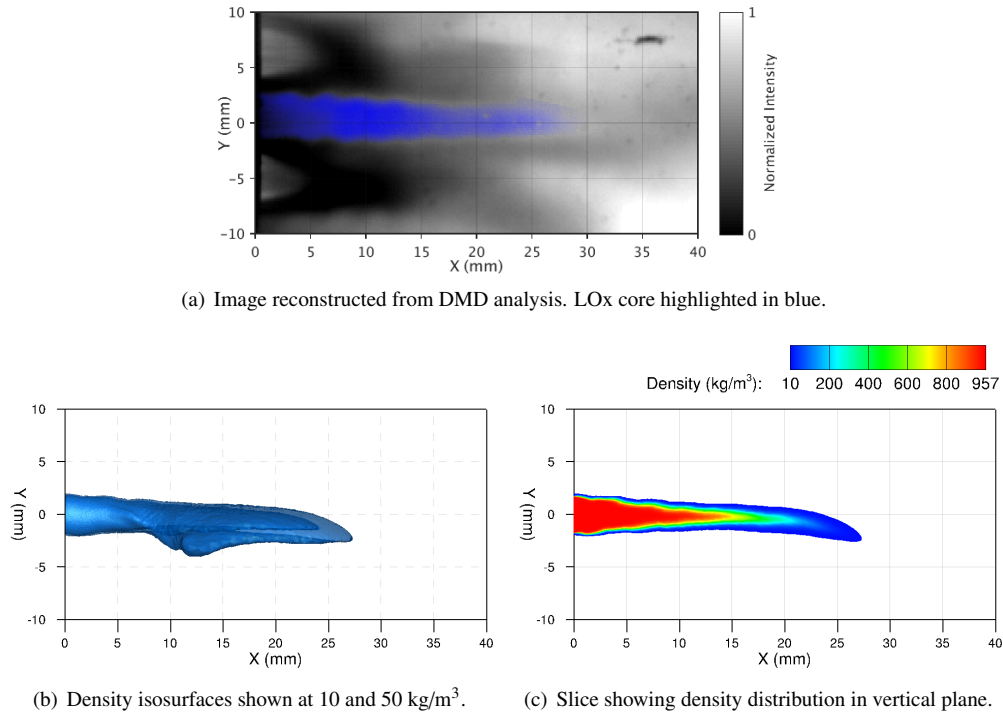 10
5
0
−5
−10
Y (mm)
0 5 10 15 20 25 30 35 40
X (mm)
1
0
Normalized Intensity
(a) Image reconstructed from DMD analysis. LOx core highlighted in blue.
Density (kg/m³): 10 200 400 600 800 957
10
5
0
-5
-10
Y (mm)
0 5 10 15 20 25 30 35 40
X (mm)
(b) Density isosurfaces shown at 10 and 50 kg/m³.
10
5
0
-5
-10
Y (mm)
0 5 10 15 20 25 30 35 40
X (mm)
(c) Slice showing density distribution in vertical plane.